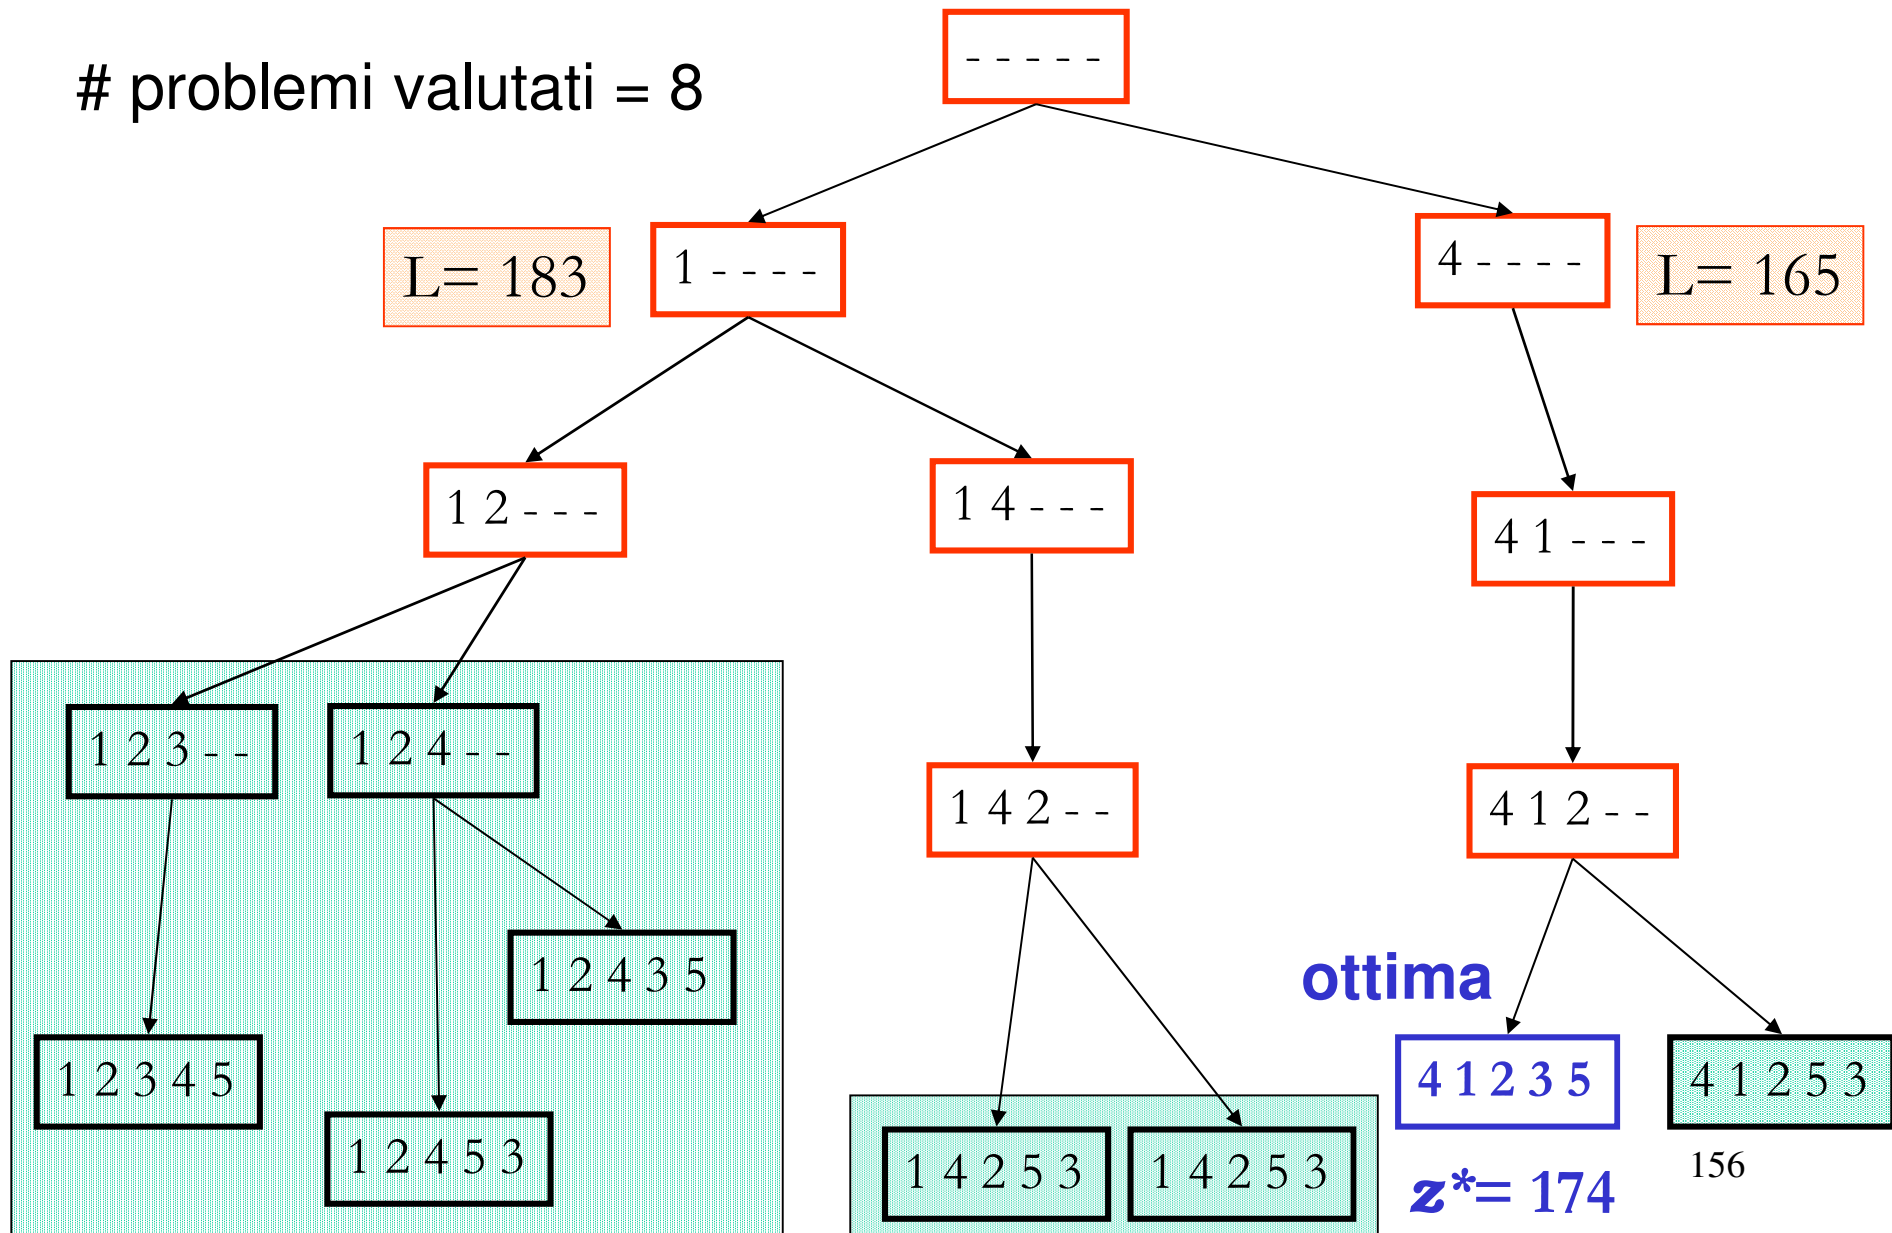 - - - - -
# problemi valutati = 8
L= 183
1 - - - -
4 - - - -
L= 165
1 2 - - -
1 4 - - -
4 1 - - -
1 2 3 - -
1 2 4 - -
1 4 2 - -
4 1 2 - -
1 2 4 3 5
ottima
1 2 3 4 5
4 1 2 3 5
4 1 2 5 3
1 2 4 5 3
1 4 2 5 3
1 4 2 5 3
z*= 174
156